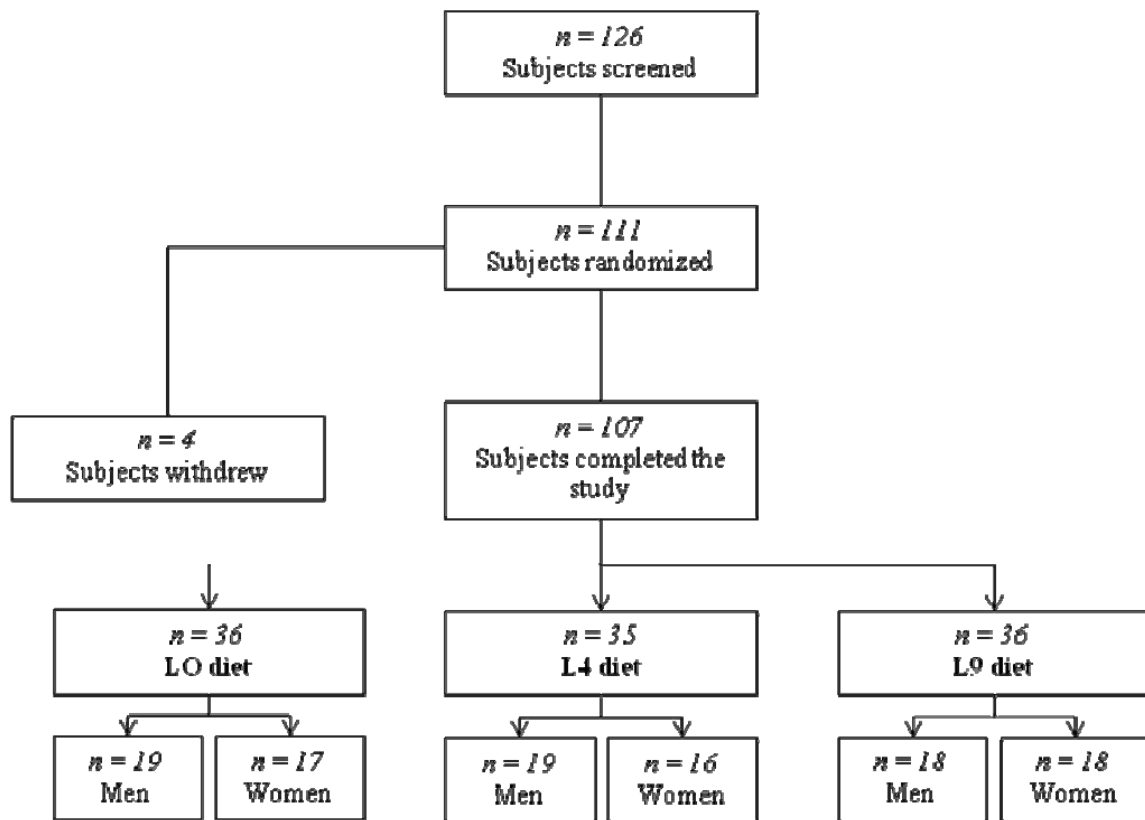 n = 126
Subjects screened
n = 111
Subjects randomized
n = 4
Subjects withdrew
n = 107
Subjects completed the
study
n = 36
LO diet
n = 35
L4 diet
n = 36
L9 diet
n = 19
Men
n = 17
Women
n = 19
Men
n = 16
Women
n = 18
Men
n = 18
Women